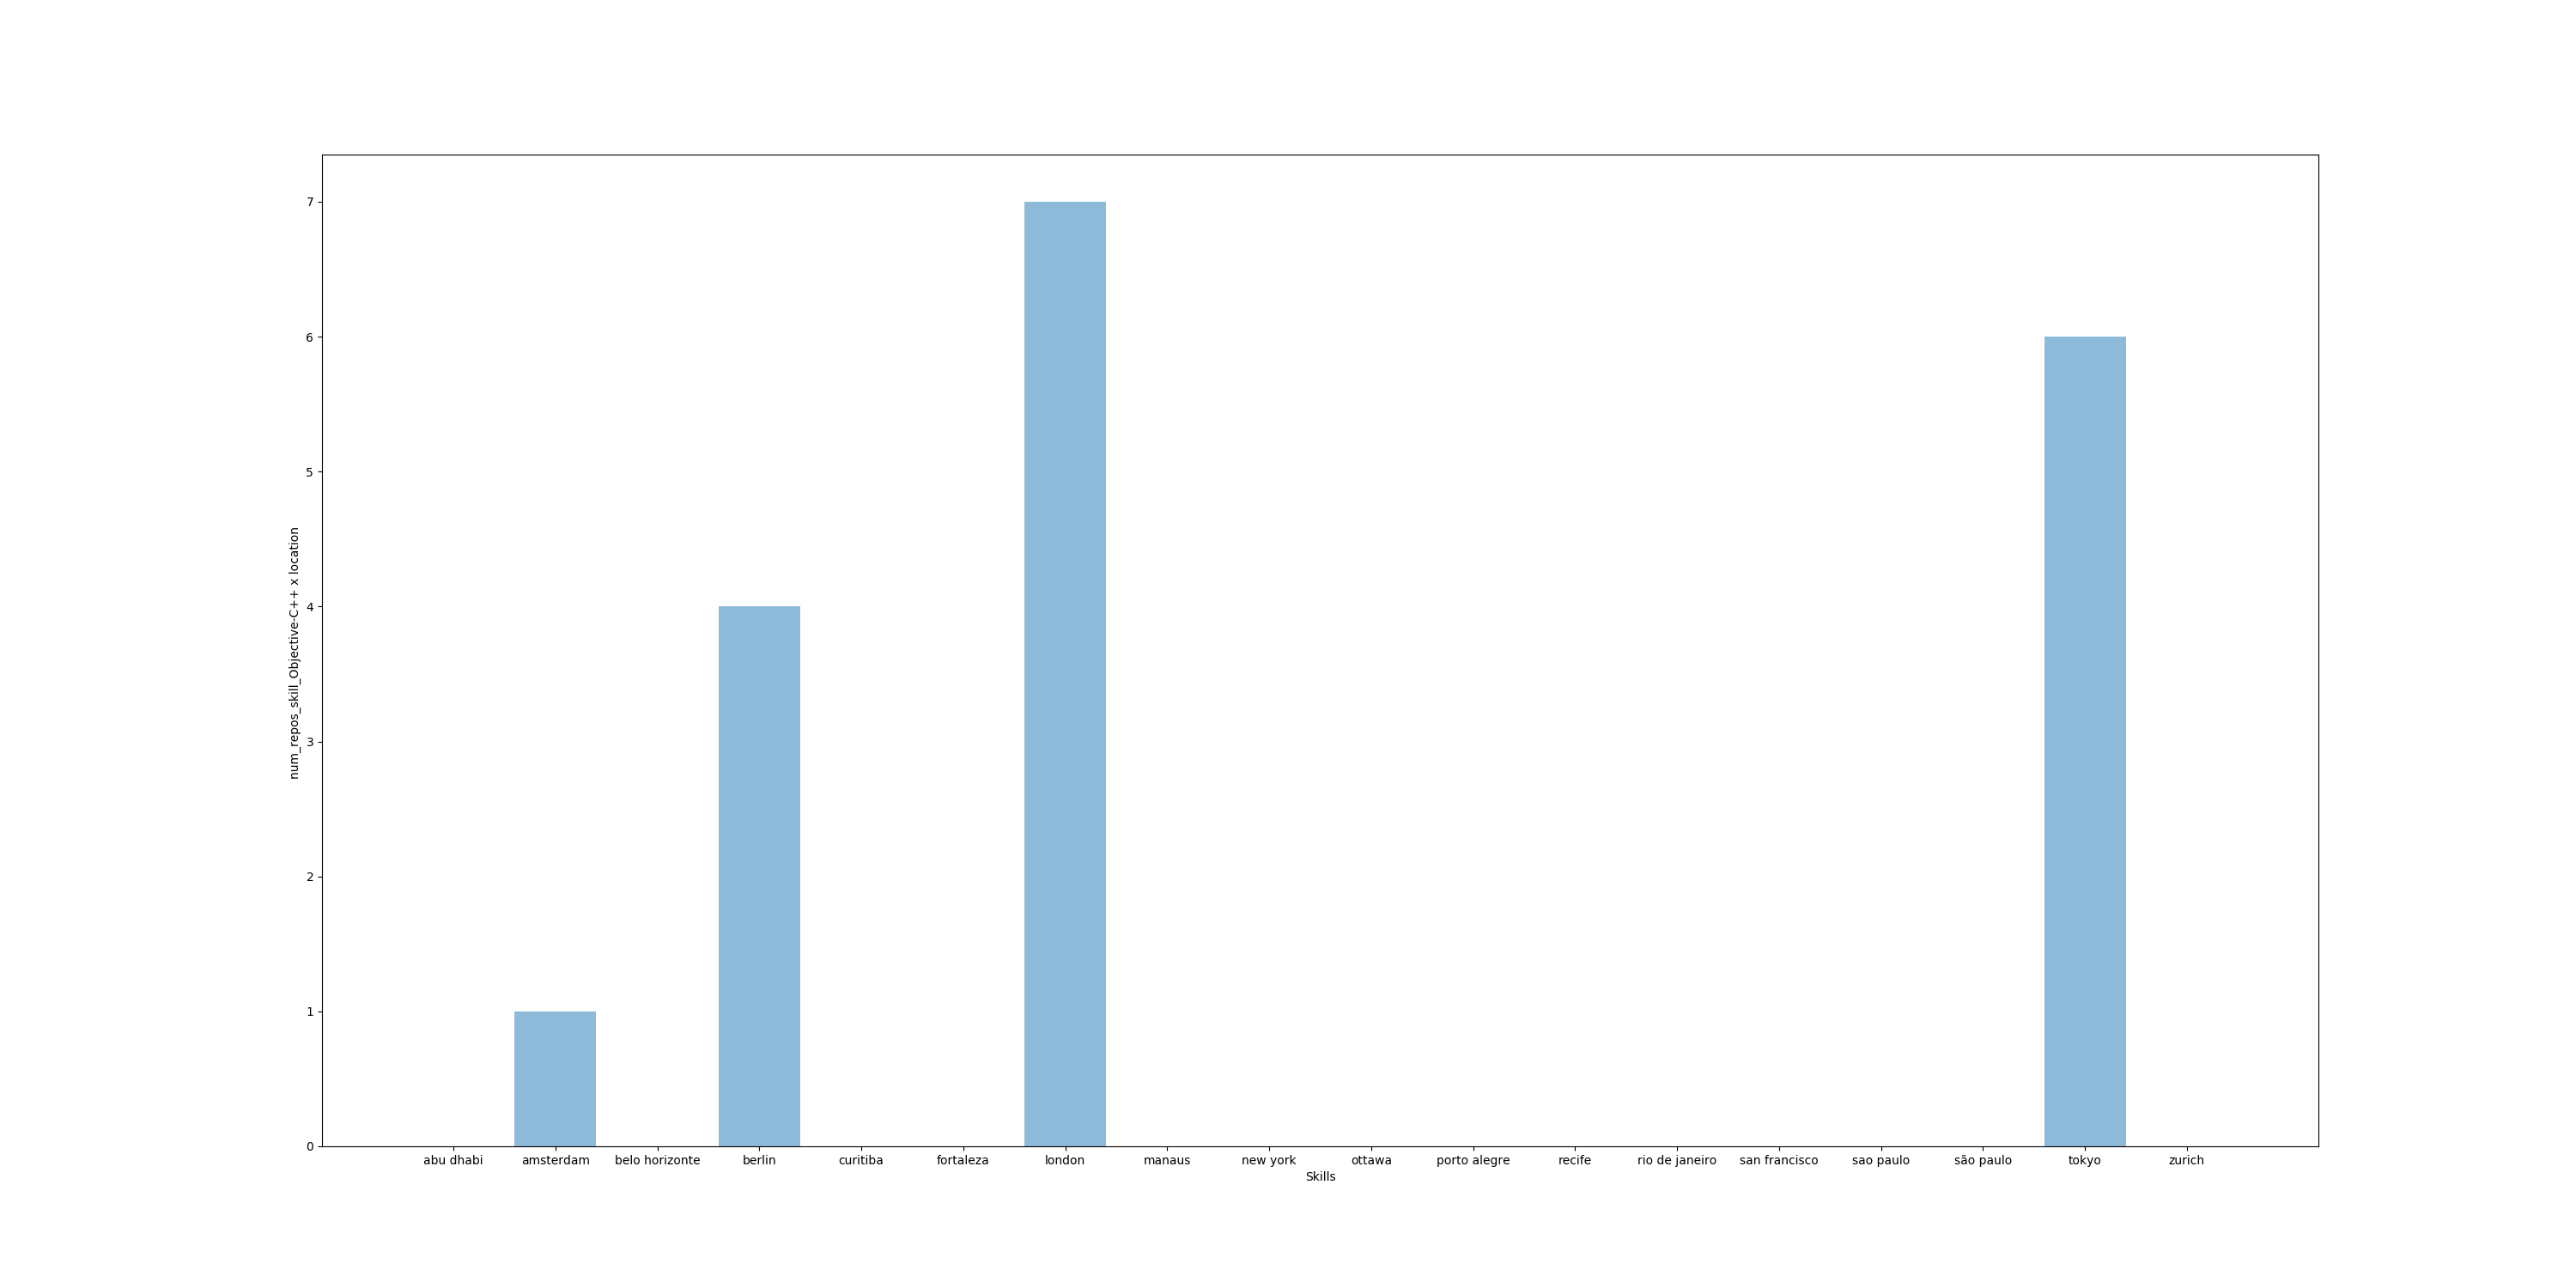 num_repos_skill_Objective-C++ x location
7
6
5
4
3
2
1
0
abu dhabi amsterdam belo horizonte berlin curitiba fortaleza london manaus new york ottawa porto alegre recife rio de janeiro san francisco sao paulo são paulo tokyo zurich
Skills